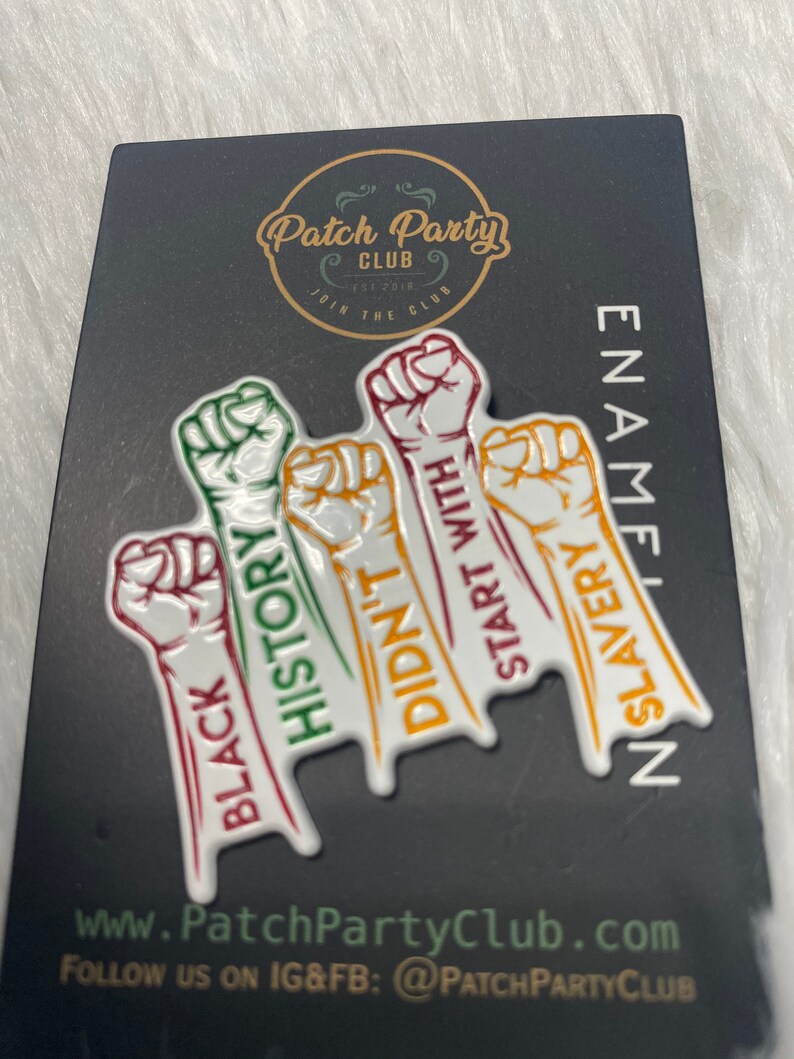 Patch Party
CLUB
EST.2018
JOIN THE CLUB
BLACK
HISTORY
DIDN'T
START WITH
SLAVERY
www.PatchPartyClub.com
FOLLOW US ON IG&FB: @PATCHPARTYCLUB